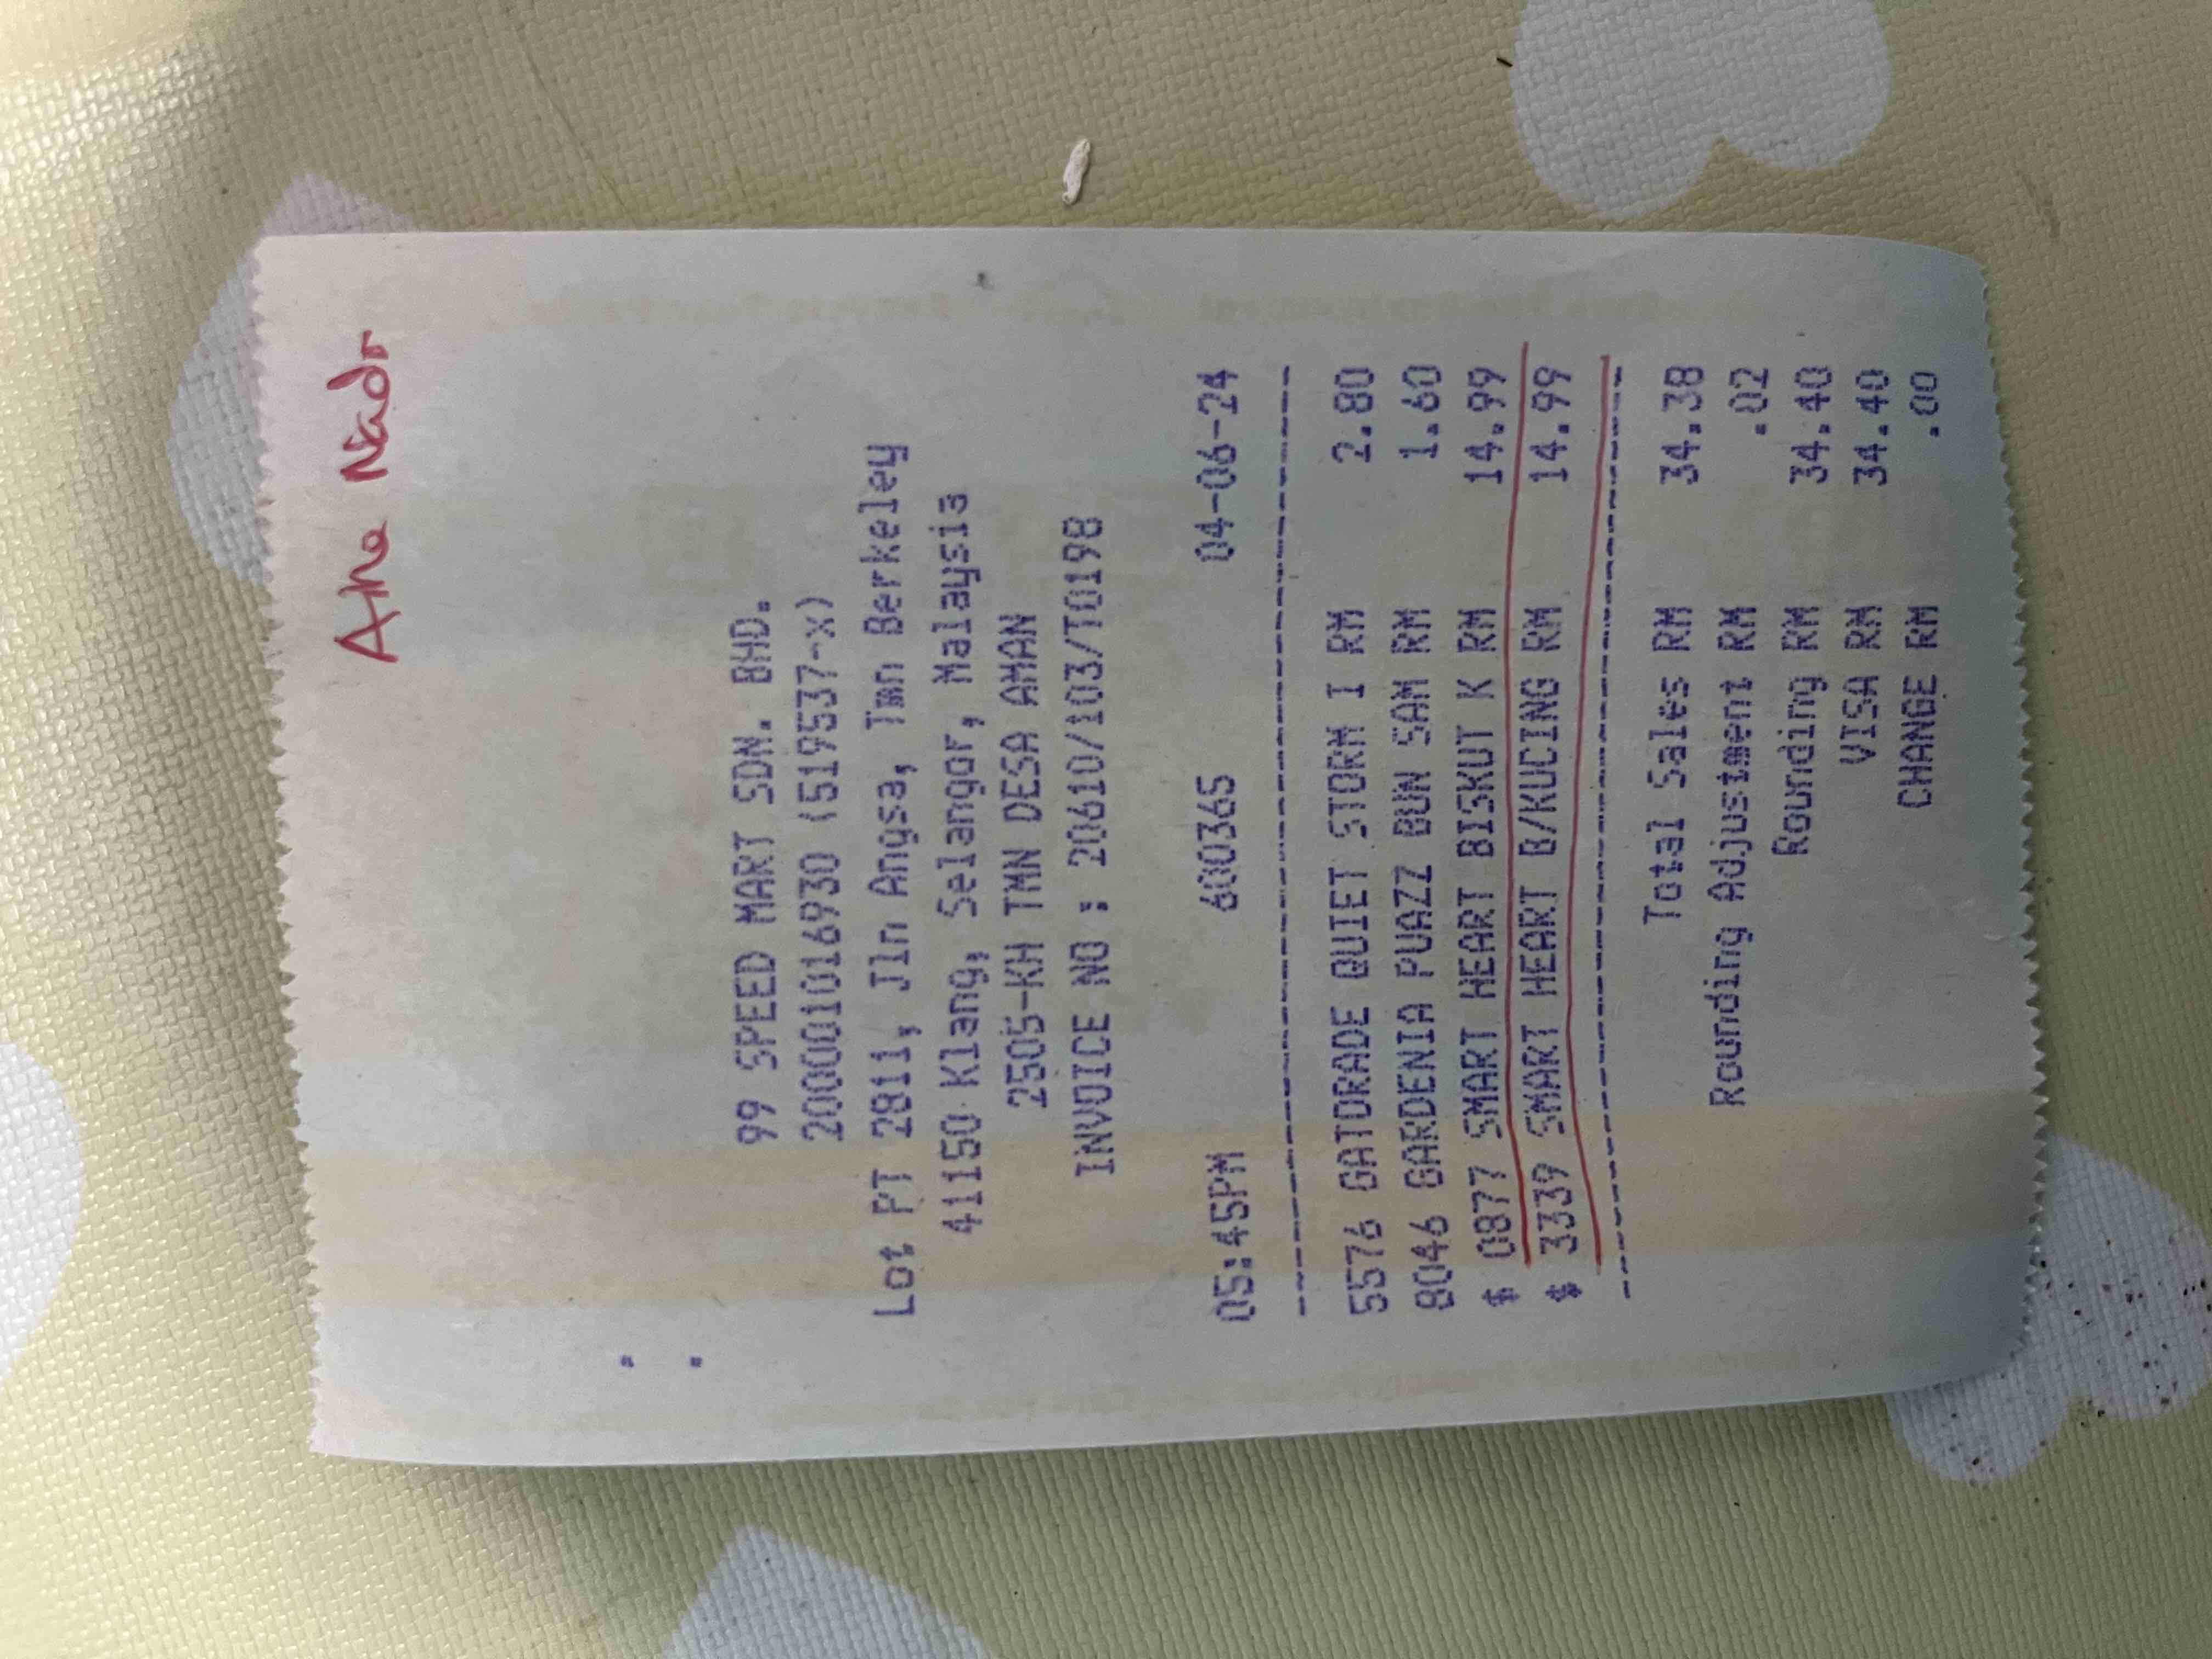 Atha Nadr
99 SPEED MART SDN. BHD.
200001016930 (519537-X)
Lot PT 2811, Jln Angsa, Tmn Berkeley
41150 Klang, Selangor, Malaysia
2505-KH TMN DESA AMAN
INVOICE NO : 20610/103/T0198
05:45PM 600365 04-06-24
5576 GATORADE QUIET STORM I RM 2.80
8046 GARDENIA PUAZZ BUN SAM RM 1.60
$ 0877 SMART HEART BISKUT K RM 14.99
$ 3339 SMART HEART B/KUCING RM 14.99
Total Sales RM 34.38
Rounding Adjustment RM .02
Rounding RM 34.40
VISA RM 34.40
CHANGE RM .00